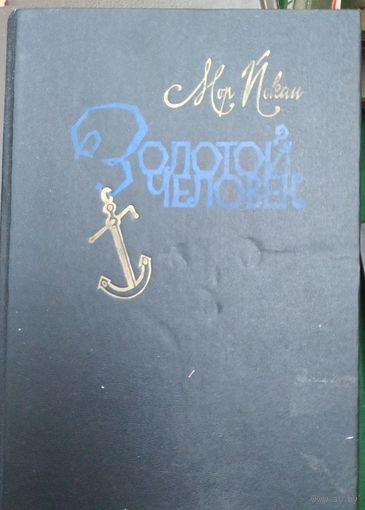 Мор Йокаи
Золотой
человек